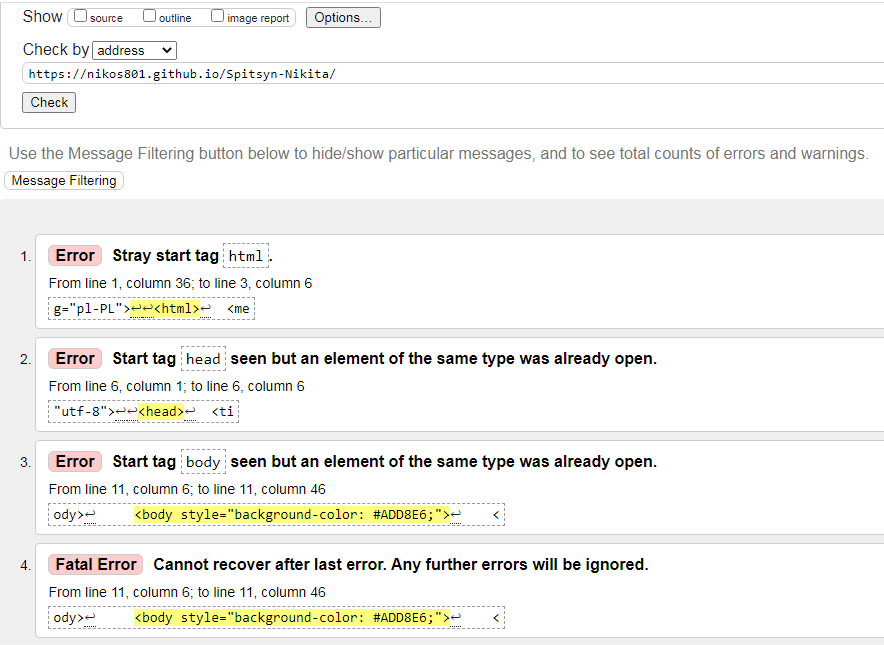 Show source outline image report Options...
Check by address
https://nikos801.github.io/Spitsyn-Nikita/
Check
Use the Message Filtering button below to hide/show particular messages, and to see total counts of errors and warnings.
Message Filtering
1. Error Stray start tag html.
From line 1, column 36; to line 3, column 6
g="pl-PL">↩↩<html>↩  <me
2. Error Start tag head seen but an element of the same type was already open.
From line 6, column 1; to line 6, column 6
"utf-8">↩↩<head>↩  <ti
3. Error Start tag body seen but an element of the same type was already open.
From line 11, column 6; to line 11, column 46
ody>↩     <body style="background-color: #ADD8E6;">↩    <
4. Fatal Error Cannot recover after last error. Any further errors will be ignored.
From line 11, column 6; to line 11, column 46
ody>↩     <body style="background-color: #ADD8E6;">↩    <